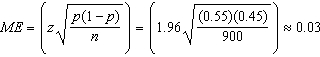 ME = (z√(p(1−p)/n)) = (1.96√((0.55)(0.45)/900)) ≈ 0.03